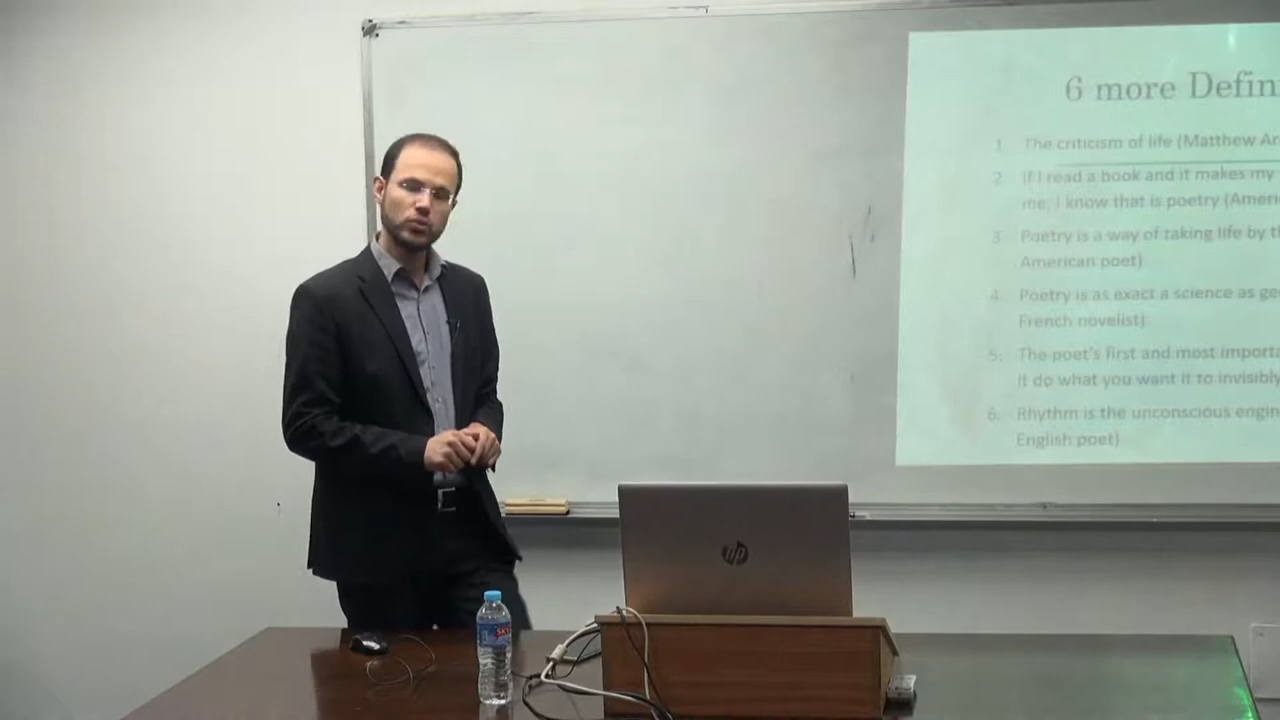 6 more Defin
1. The criticism of life (Matthew Ar
2. If I read a book and it makes my
me, I know that is poetry (Ameri
3. Poetry is a way of taking life by th
American poet)
4. Poetry is as exact a science as ge
French novelist)
5. The poet's first and most importa
it do what you want it to invisibly
6. Rhythm is the unconscious engin
English poet)
hp
SKY